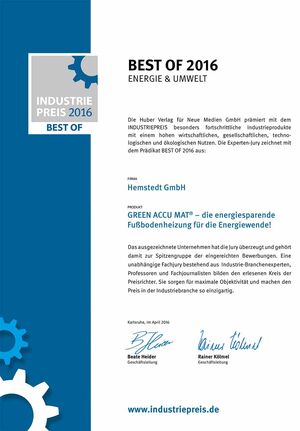 INDUSTRIE
PREIS 2016
BEST OF
BEST OF 2016
ENERGIE & UMWELT
Die Huber Verlag für Neue Medien GmbH prämiert mit dem
INDUSTRIEPREIS besonders fortschrittliche Industrieprodukte
mit einem hohen wirtschaftlichen, gesellschaftlichen, techno-
logischen und ökologischen Nutzen. Die Experten-Jury zeichnet mit
dem Prädikat BEST OF 2016 aus:
FIRMA
Hemstedt GmbH
PRODUKT
GREEN ACCU MAT® – die energiesparende
Fußbodenheizung für die Energiewende!
Das ausgezeichnete Unternehmen hat die Jury überzeugt und gehört
damit zur Spitzengruppe der eingereichten Bewerbungen. Eine
unabhängige Fachjury bestehend aus Industrie-Branchenexperten,
Professoren und Fachjournalisten bilden den erlesenen Kreis der
Preisrichter. Sie sorgen für maximale Objektivität und machen den
Preis in der Industriebranche so einzigartig.
Karlsruhe, im April 2016
Beate Heider
Geschäftsleitung
Rainer Kölmel
Geschäftsleitung
www.industriepreis.de